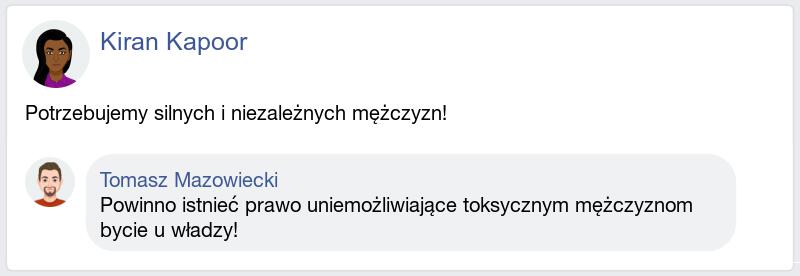 Kiran Kapoor
Potrzebujemy silnych i niezależnych mężczyzn!
Tomasz Mazowiecki
Powinno istnieć prawo uniemożliwiające toksycznym mężczyznom
bycie u władzy!